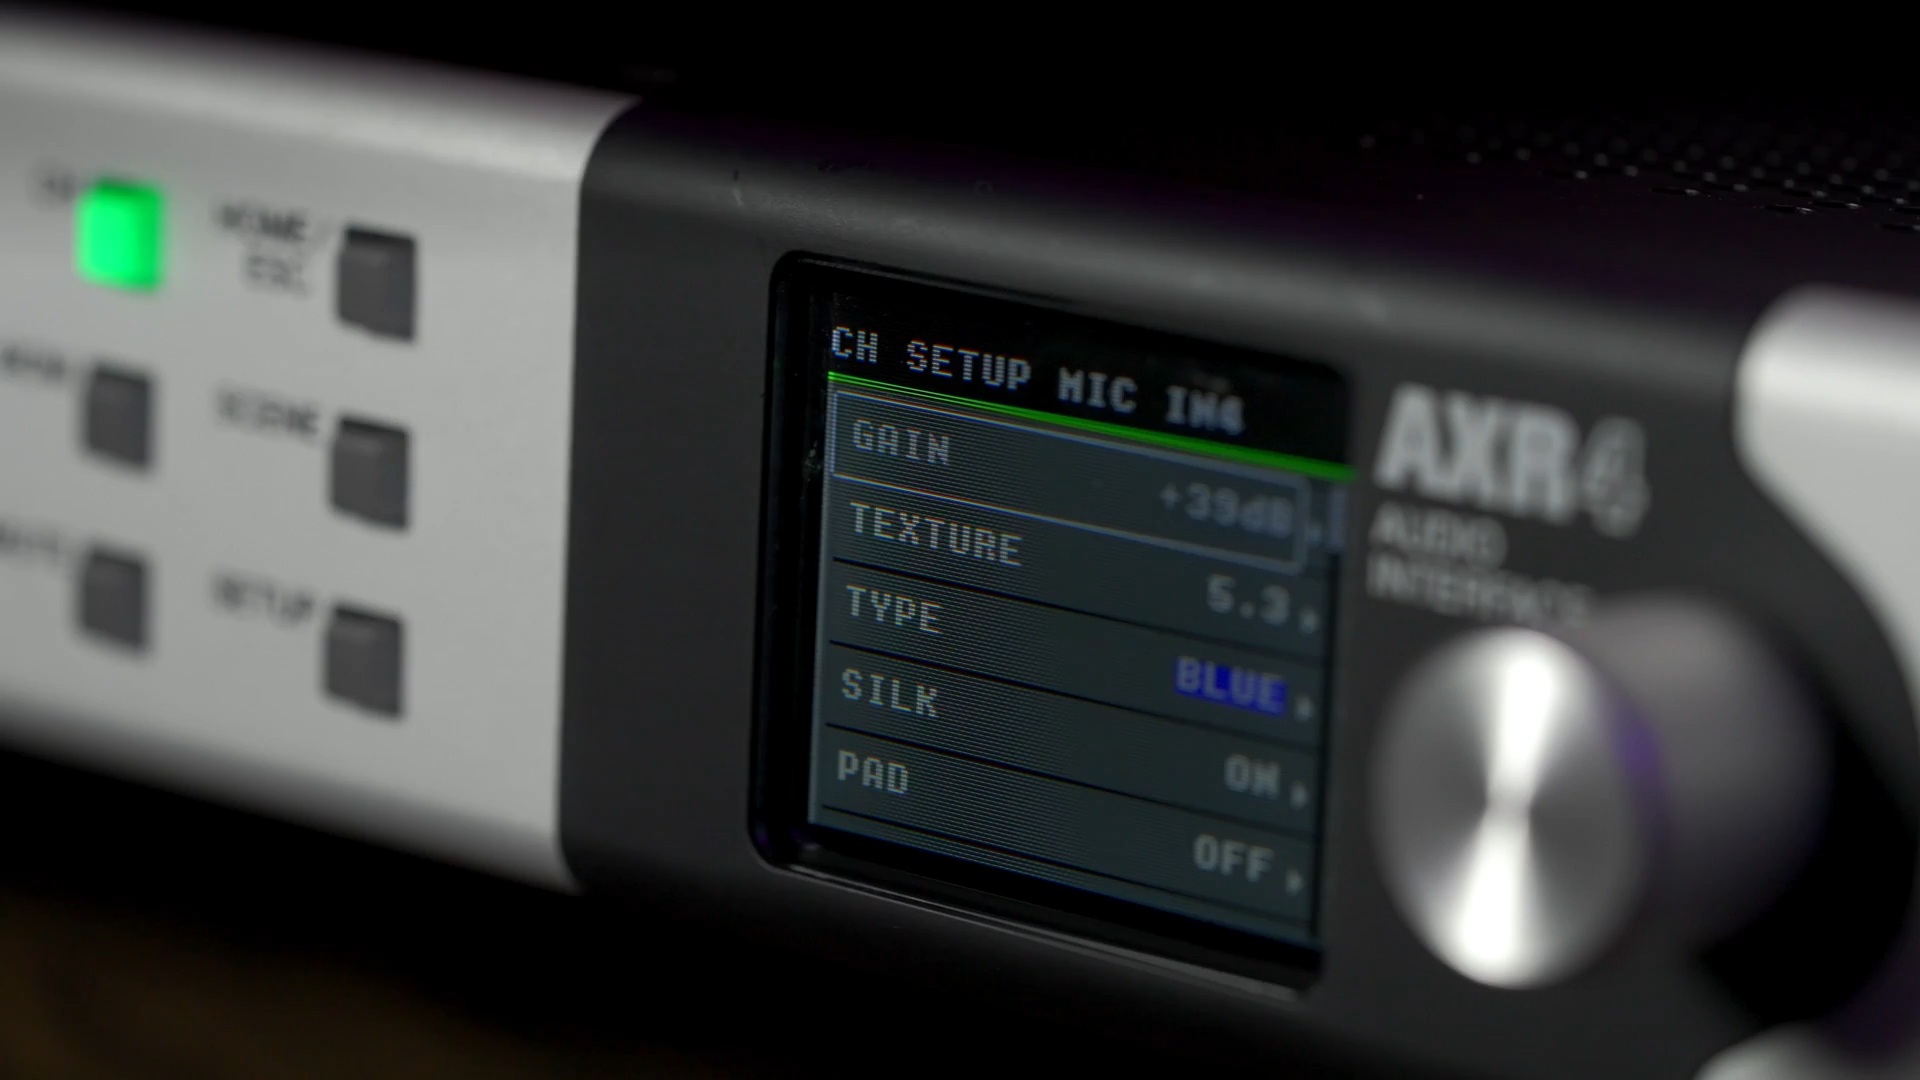 HOME/
ESC
SCENE
SETUP
CH SETUP MIC IN4
GAIN
+39dB
TEXTURE
5.3
TYPE
BLUE
SILK
ON
PAD
OFF
AXR4
AUDIO
INTERFACE